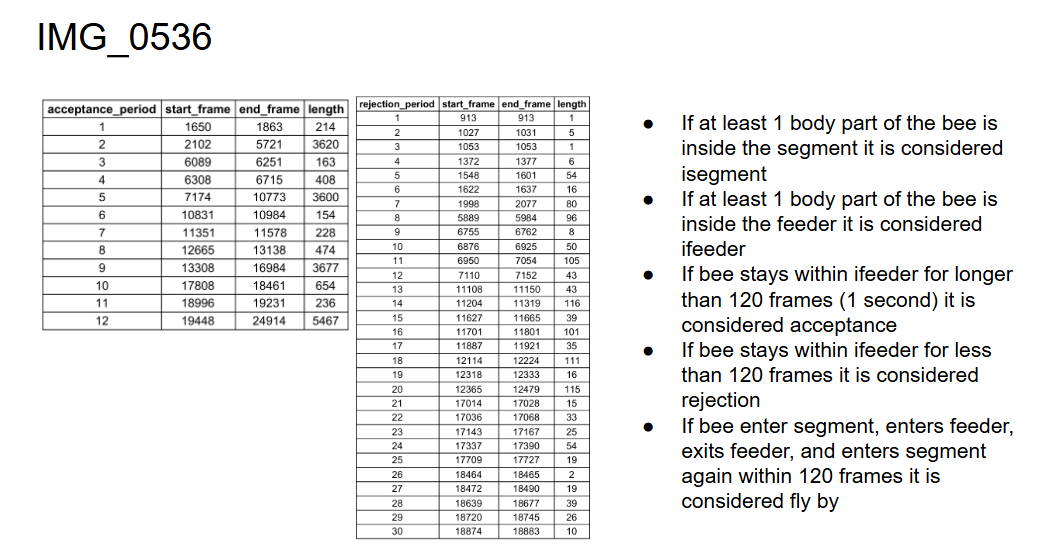 IMG_0536
acceptance_period start_frame end_frame length
1 1650 1863 214
2 2102 5721 3620
3 6089 6251 163
4 6308 6715 408
5 7174 10773 3600
6 10831 10984 154
7 11351 11578 228
8 12665 13138 474
9 13308 16984 3677
10 17808 18461 654
11 18996 19231 236
12 19448 24914 5467
rejection_period start_frame end_frame length
1 913 913 1
2 1027 1031 5
3 1053 1053 1
4 1372 1377 6
5 1548 1601 54
6 1622 1637 16
7 1998 2077 80
8 5889 5984 96
9 6755 6762 8
10 6876 6925 50
11 6950 7054 105
12 7110 7152 43
13 11108 11150 43
14 11204 11319 116
15 11627 11665 39
16 11701 11801 101
17 11887 11921 35
18 12114 12224 111
19 12318 12333 16
20 12365 12479 115
21 17014 17028 15
22 17036 17068 33
23 17143 17167 25
24 17337 17390 54
25 17709 17727 19
26 18464 18465 2
27 18472 18490 19
28 18639 18677 39
29 18720 18745 26
30 18874 18883 10
● If at least 1 body part of the bee is
inside the segment it is considered
isegment
● If at least 1 body part of the bee is
inside the feeder it is considered
ifeeder
● If bee stays within ifeeder for longer
than 120 frames (1 second) it is
considered acceptance
● If bee stays within ifeeder for less
than 120 frames it is considered
rejection
● If bee enter segment, enters feeder,
exits feeder, and enters segment
again within 120 frames it is
considered fly by